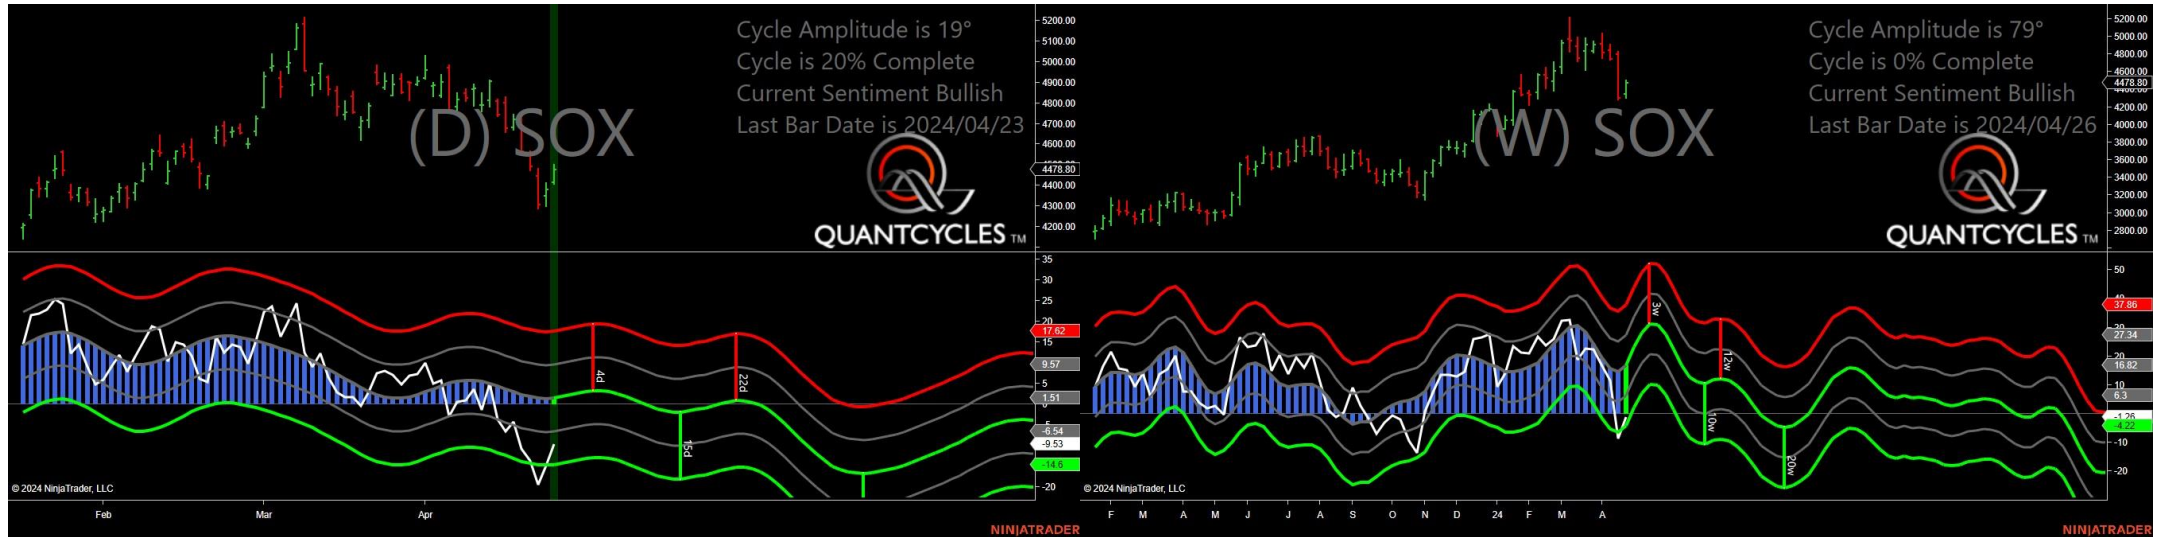 Cycle Amplitude is 19°
Cycle is 20% Complete
Current Sentiment Bullish
Last Bar Date is 2024/04/23
(D) SOX
QUANTCYCLES TM
5200.00
5100.00
5000.00
4900.00
4800.00
4700.00
4600.00
4478.80
4400.00
4300.00
4200.00
35
30
25
20
17.62
15
9.57
5
1.51
-6.54
-9.53
-14.6
-20
4d
15d
22d
© 2024 NinjaTrader, LLC
Feb
Mar
Apr
NINJATRADER
Cycle Amplitude is 79°
Cycle is 0% Complete
Current Sentiment Bullish
Last Bar Date is 2024/04/26
(W) SOX
QUANTCYCLES TM
5200.00
5000.00
4800.00
4600.00
4478.80
4200.00
4000.00
3800.00
3600.00
3400.00
3200.00
3000.00
2800.00
50
37.86
27.34
20
16.82
10
6.3
-1.26
-4.22
-10
-20
3w
10w
12w
20w
© 2024 NinjaTrader, LLC
F M A M J J A S O N D 24 F M A
NINJATRADER